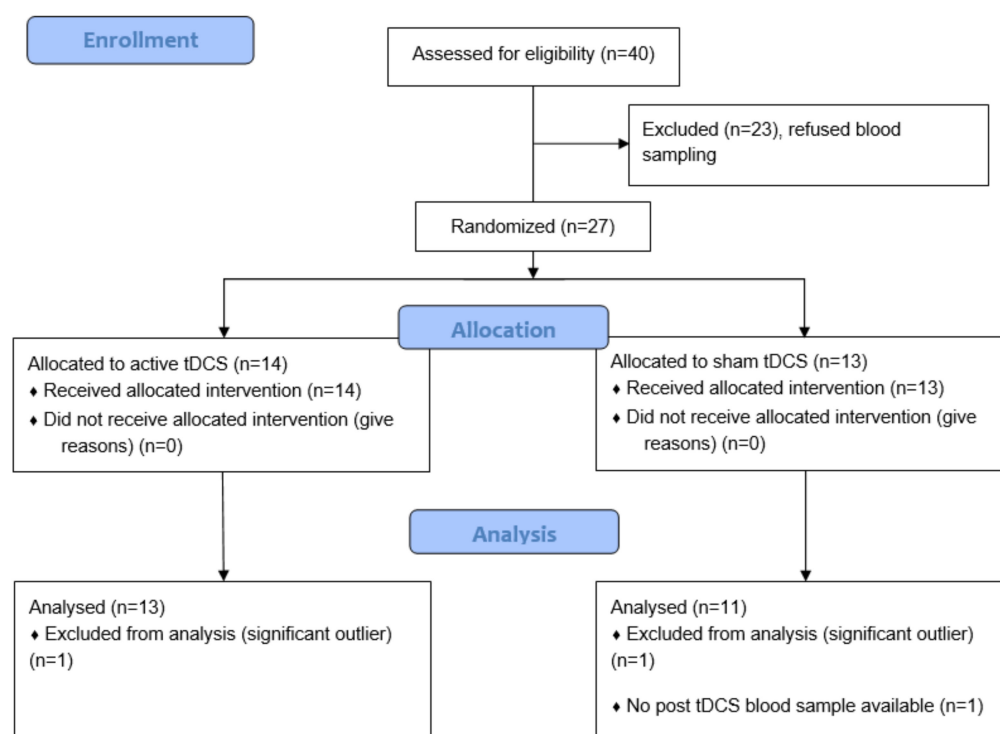 Enrollment
Assessed for eligibility (n=40)
Excluded (n=23), refused blood
sampling
Randomized (n=27)
Allocation
Allocated to active tDCS (n=14)
♦ Received allocated intervention (n=14)
♦ Did not receive allocated intervention (give
reasons) (n=0)
Allocated to sham tDCS (n=13)
♦ Received allocated intervention (n=13)
♦ Did not receive allocated intervention (give
reasons) (n=0)
Analysis
Analysed (n=13)
♦ Excluded from analysis (significant outlier)
(n=1)
Analysed (n=11)
♦ Excluded from analysis (significant outlier)
(n=1)
♦ No post tDCS blood sample available (n=1)